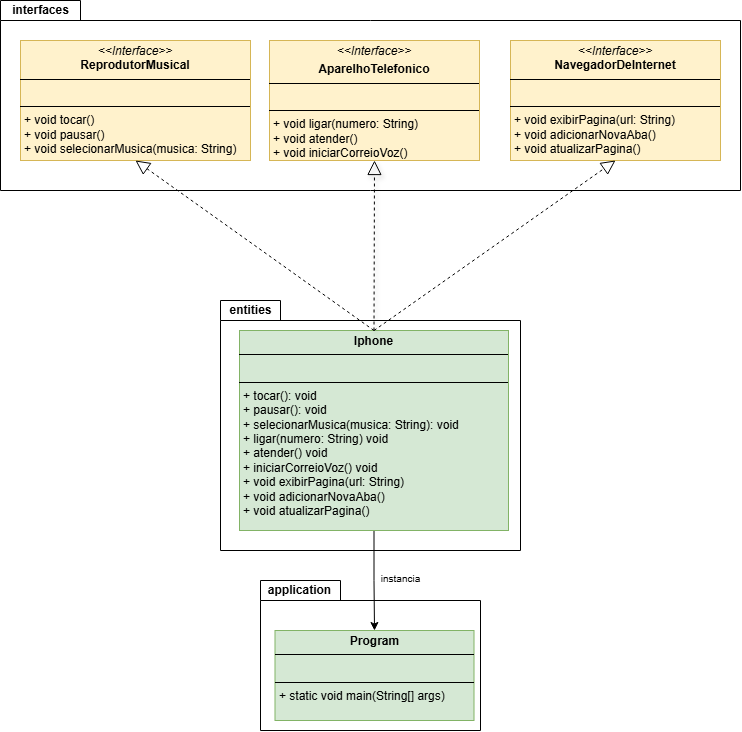 interfaces
<<Interface>>
ReprodutorMusical
+ void tocar()
+ void pausar()
+ void selecionarMusica(musica: String)
<<Interface>>
AparelhoTelefonico
+ void ligar(numero: String)
+ void atender()
+ void iniciarCorreioVoz()
<<Interface>>
NavegadorDeInternet
+ void exibirPagina(url: String)
+ void adicionarNovaAba()
+ void atualizarPagina()
entities
Iphone
+ tocar(): void
+ pausar(): void
+ selecionarMusica(musica: String): void
+ ligar(numero: String) void
+ atender() void
+ iniciarCorreioVoz() void
+ void exibirPagina(url: String)
+ void adicionarNovaAba()
+ void atualizarPagina()
instancia
application
Program
+ static void main(String[] args)